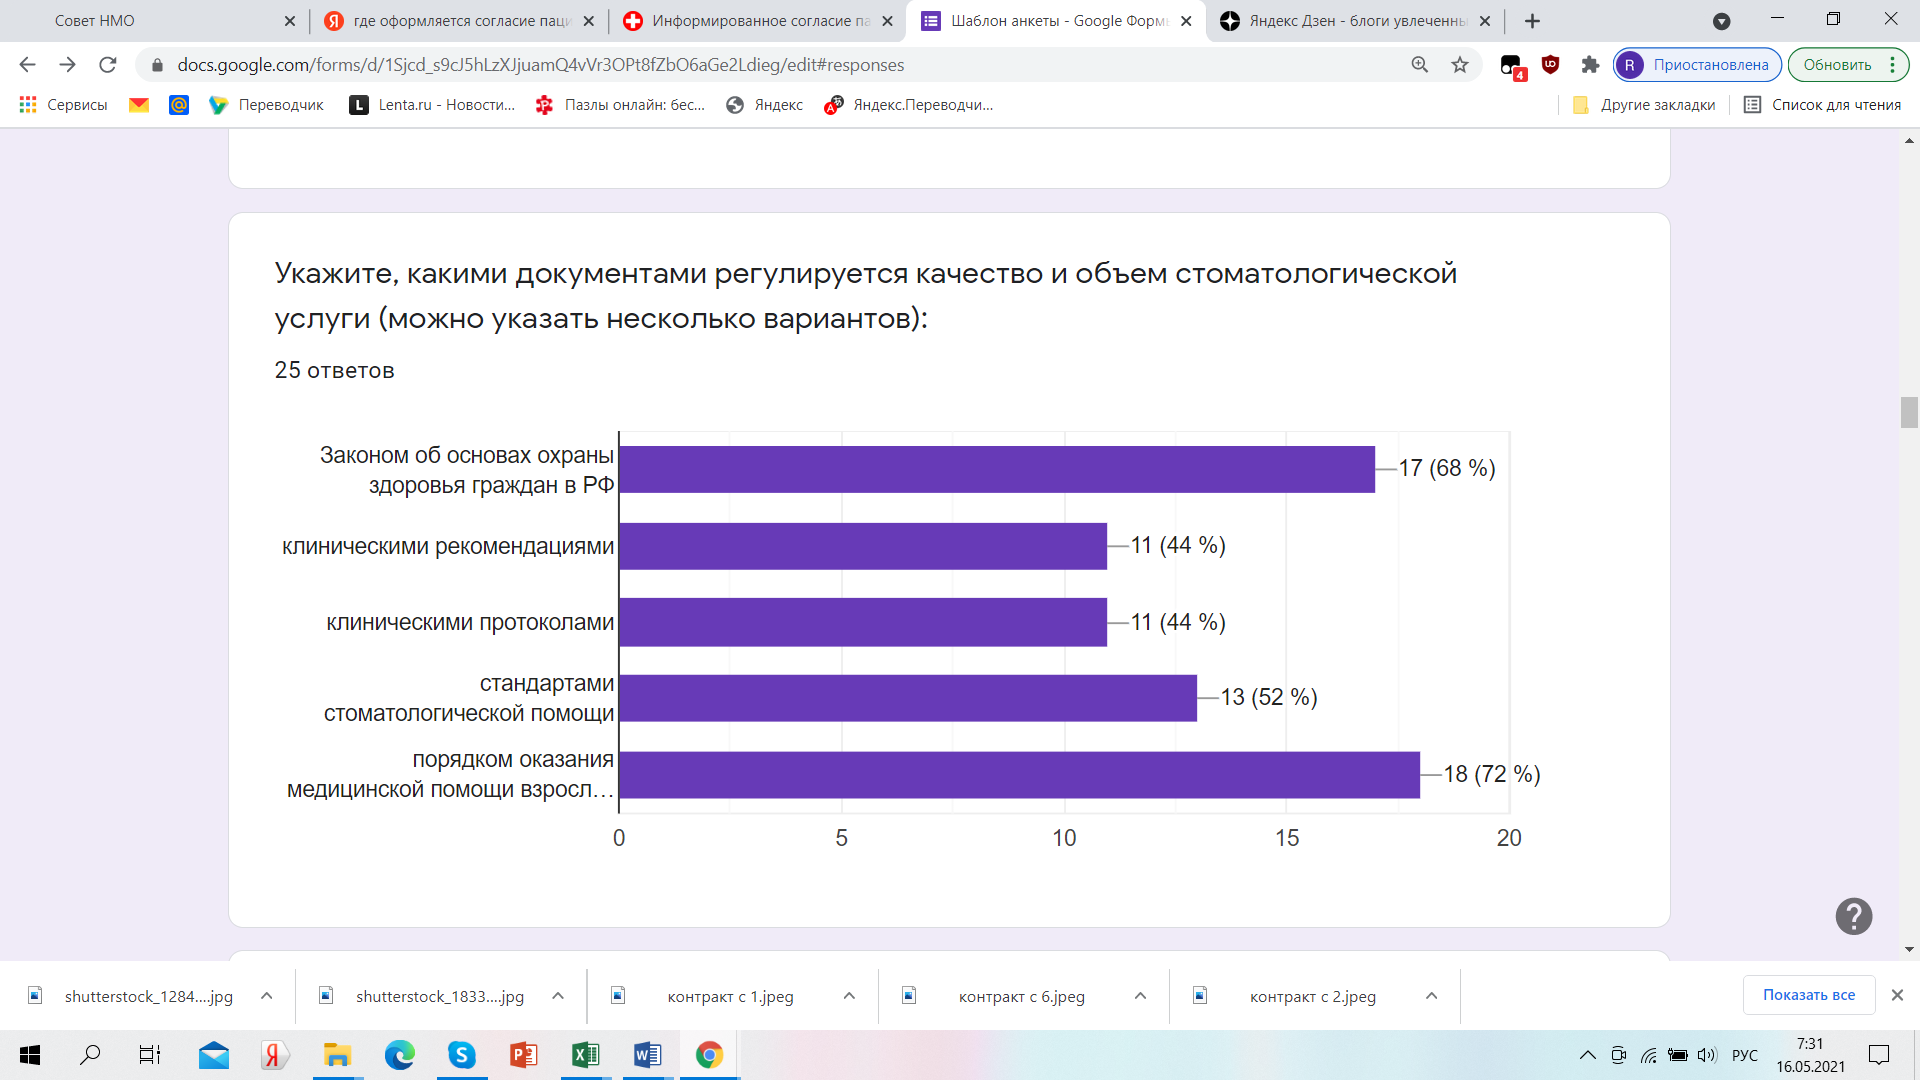 Совет НМО
где оформляется согласие паци
Информированное согласие па
Шаблон анкеты - Google Форм
Яндекс Дзен - блоги увлеченны
docs.google.com/forms/d/1Sjcd_s9cJ5hLzXJjuamQ4vVr3OPt8fZbO6aGe2Ldieg/edit#responses
4
R Приостановлена
Обновить
Сервисы
Переводчик
L Lenta.ru - Новости...
Пазлы онлайн: бес...
Яндекс
Яндекс.Переводчи...
Другие закладки
Список для чтения
Укажите, какими документами регулируется качество и объем стоматологической
услуги (можно указать несколько вариантов):
25 ответов
Законом об основах охраны
здоровья граждан в РФ
17 (68 %)
клиническими рекомендациями
11 (44 %)
клиническими протоколами
11 (44 %)
стандартами
стоматологической помощи
13 (52 %)
порядком оказания
медицинской помощи взросл…
18 (72 %)
0 5 10 15 20
shutterstock_1284....jpg
shutterstock_1833....jpg
контракт с 1.jpeg
контракт с 6.jpeg
контракт с 2.jpeg
Показать все
РУС
7:31
16.05.2021